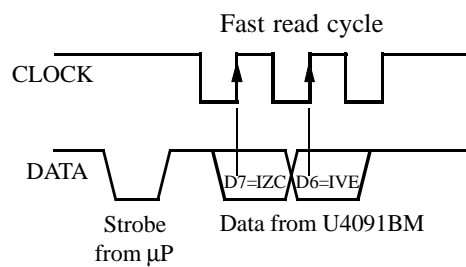 Fast read cycle
CLOCK
DATA
D7=IZC D6=IVE
Strobe
from μP
Data from U4091BM